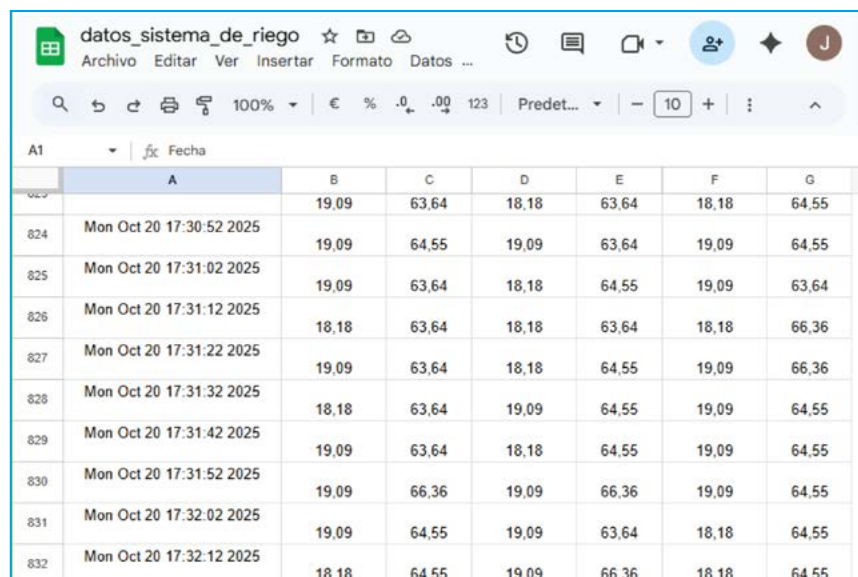 datos_sistema_de_riego
Archivo Editar Ver Insertar Formato Datos ...
100% € % .0 .00 123 Predet... − 10 +
J
A1 fx Fecha
A B C D E F G
19,09 63,64 18,18 63,64 18,18 64,55
824 Mon Oct 20 17:30:52 2025 19,09 64,55 19,09 63,64 19,09 64,55
825 Mon Oct 20 17:31:02 2025 19,09 63,64 18,18 64,55 19,09 63,64
826 Mon Oct 20 17:31:12 2025 18,18 63,64 18,18 63,64 18,18 66,36
827 Mon Oct 20 17:31:22 2025 19,09 63,64 18,18 64,55 19,09 66,36
828 Mon Oct 20 17:31:32 2025 18,18 63,64 19,09 64,55 19,09 64,55
829 Mon Oct 20 17:31:42 2025 19,09 63,64 18,18 64,55 19,09 64,55
830 Mon Oct 20 17:31:52 2025 19,09 66,36 19,09 66,36 19,09 64,55
831 Mon Oct 20 17:32:02 2025 19,09 64,55 19,09 63,64 18,18 64,55
832 Mon Oct 20 17:32:12 2025 18,18 64,55 19,09 66,36 18,18 64,55